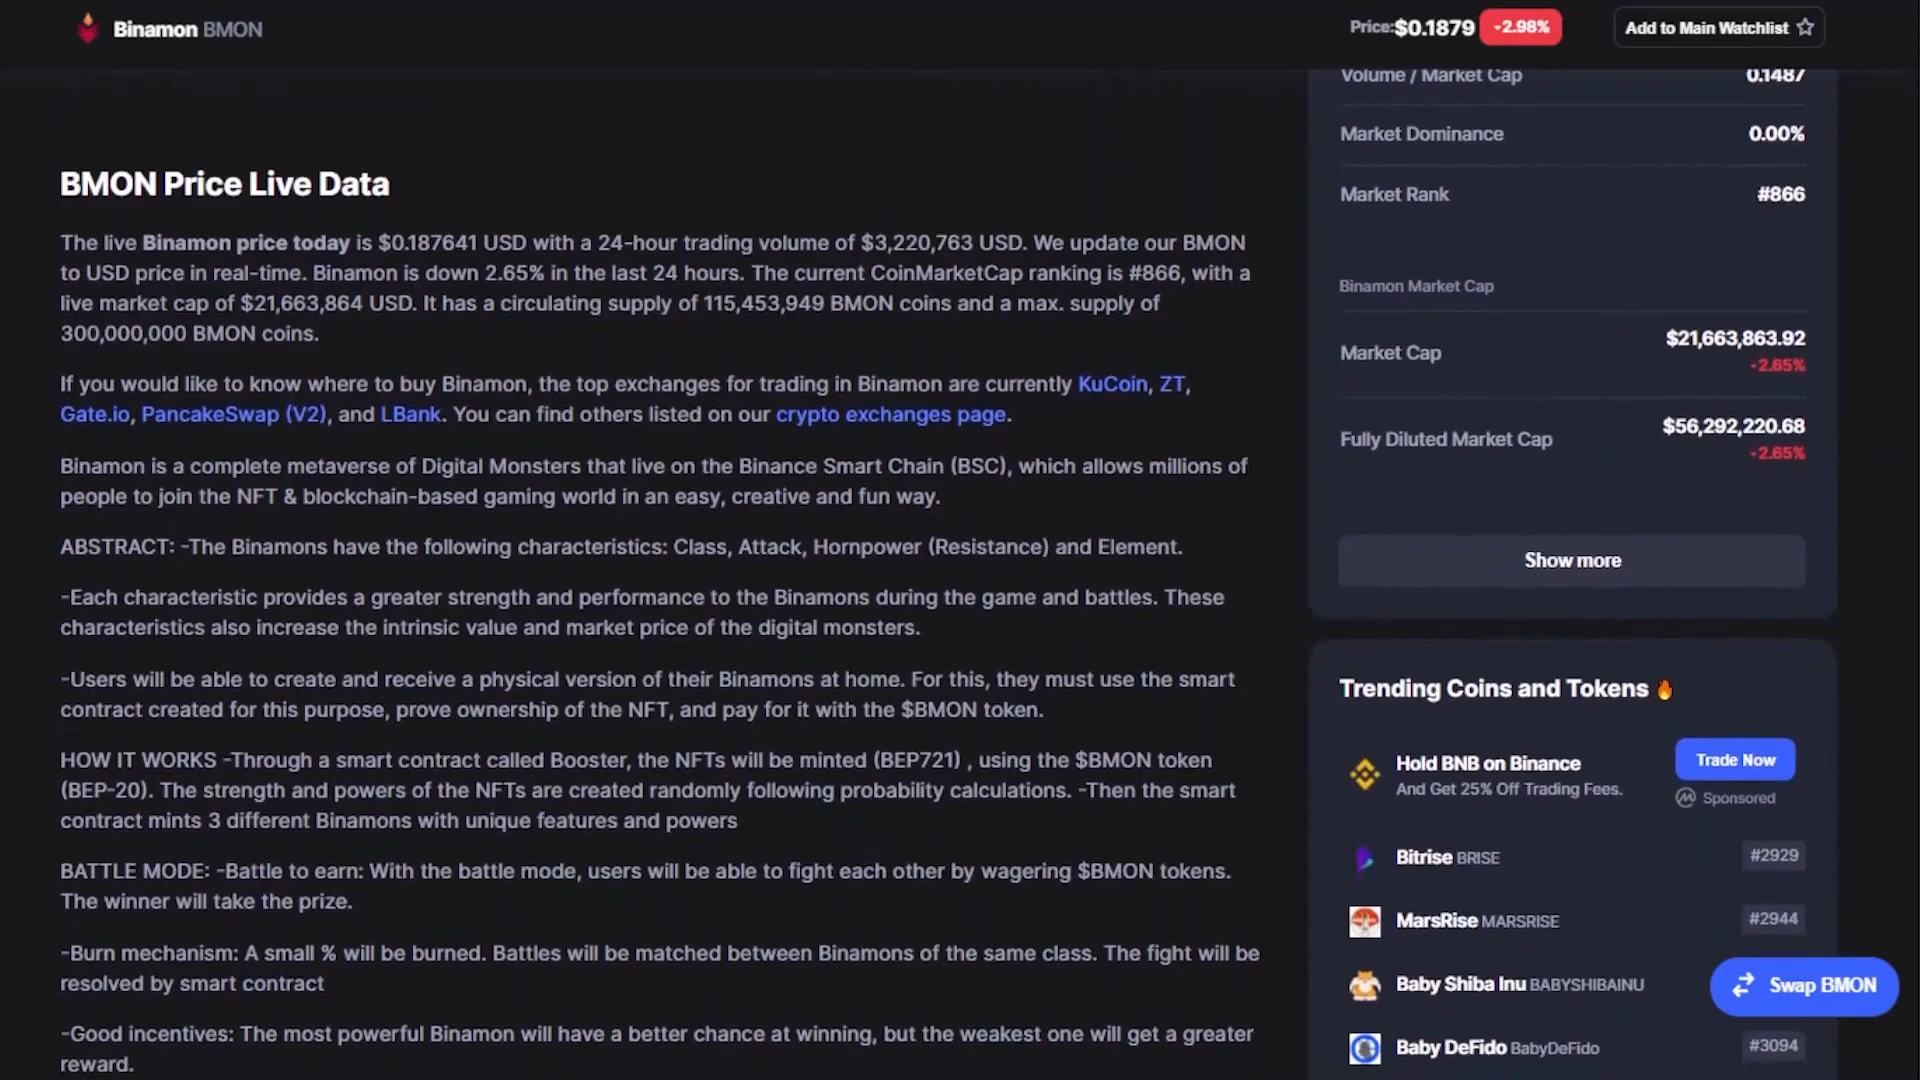 Binamon BMON
Price:$0.1879 -2.98%
Add to Main Watchlist
BMON Price Live Data
The live Binamon price today is $0.187641 USD with a 24-hour trading volume of $3,220,763 USD. We update our BMON
to USD price in real-time. Binamon is down 2.65% in the last 24 hours. The current CoinMarketCap ranking is #866, with a
live market cap of $21,663,864 USD. It has a circulating supply of 115,453,949 BMON coins and a max. supply of
300,000,000 BMON coins.
If you would like to know where to buy Binamon, the top exchanges for trading in Binamon are currently KuCoin, ZT,
Gate.io, PancakeSwap (V2), and LBank. You can find others listed on our crypto exchanges page.
Binamon is a complete metaverse of Digital Monsters that live on the Binance Smart Chain (BSC), which allows millions of
people to join the NFT & blockchain-based gaming world in an easy, creative and fun way.
ABSTRACT: -The Binamons have the following characteristics: Class, Attack, Hornpower (Resistance) and Element.
-Each characteristic provides a greater strength and performance to the Binamons during the game and battles. These
characteristics also increase the intrinsic value and market price of the digital monsters.
-Users will be able to create and receive a physical version of their Binamons at home. For this, they must use the smart
contract created for this purpose, prove ownership of the NFT, and pay for it with the $BMON token.
HOW IT WORKS -Through a smart contract called Booster, the NFTs will be minted (BEP721) , using the $BMON token
(BEP-20). The strength and powers of the NFTs are created randomly following probability calculations. -Then the smart
contract mints 3 different Binamons with unique features and powers
BATTLE MODE: -Battle to earn: With the battle mode, users will be able to fight each other by wagering $BMON tokens.
The winner will take the prize.
-Burn mechanism: A small % will be burned. Battles will be matched between Binamons of the same class. The fight will be
resolved by smart contract
-Good incentives: The most powerful Binamon will have a better chance at winning, but the weakest one will get a greater
reward.
Volume / Market Cap 0.1487
Market Dominance 0.00%
Market Rank #866
Binamon Market Cap
Market Cap $21,663,863.92
-2.65%
Fully Diluted Market Cap $56,292,220.68
-2.65%
Show more
Trending Coins and Tokens
Hold BNB on Binance
And Get 25% Off Trading Fees.
Trade Now
Sponsored
Bitrise BRISE #2929
MarsRise MARSRISE #2944
Baby Shiba Inu BABYSHIBAINU
Swap BMON
Baby DeFido BabyDeFido #3094